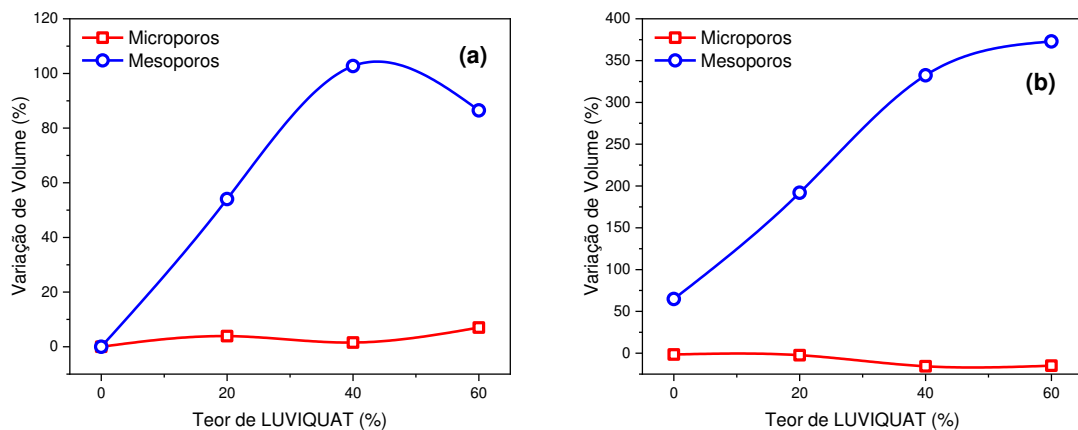 120
100
80
60
40
20
0
Variação de Volume (%)
Microporos
Mesoporos
(a)
0 20 40 60
Teor de LUVIQUAT (%)
400
350
300
250
200
150
100
50
0
Variação de Volume (%)
Microporos
Mesoporos
(b)
0 20 40 60
Teor de LUVIQUAT (%)